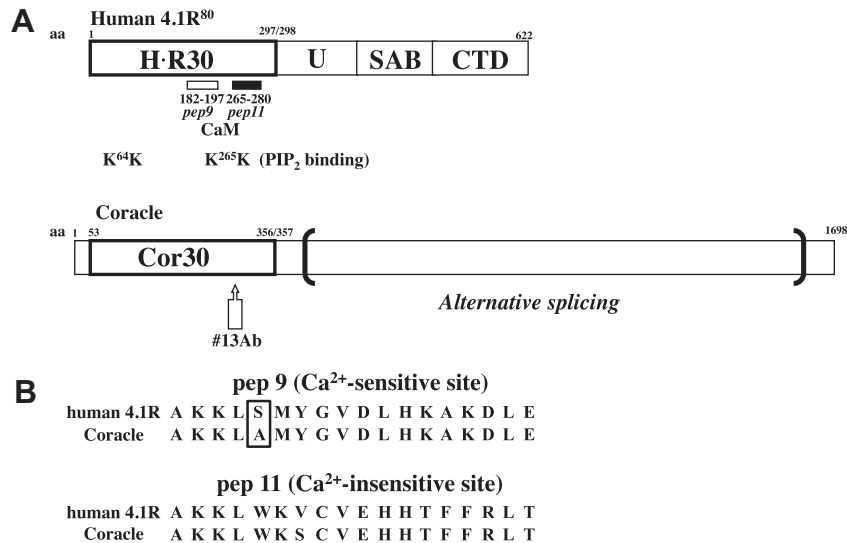 A
Human 4.1R⁸⁰
aa 1 297/298 622
H·R30 U SAB CTD
182-197 265-280
pep9 pep11
CaM
K⁶⁴K K²⁶⁵K (PIP₂ binding)
Coracle
aa 1 53 356/357 1698
Cor30
Alternative splicing
#13Ab
B
pep 9 (Ca²⁺-sensitive site)
human 4.1R A K K L S M Y G V D L H K A K D L E
Coracle A K K L A M Y G V D L H K A K D L E
pep 11 (Ca²⁺-insensitive site)
human 4.1R A K K L W K V C V E H H T F F R L T
Coracle A K K L W K S C V E H H T F F R L T